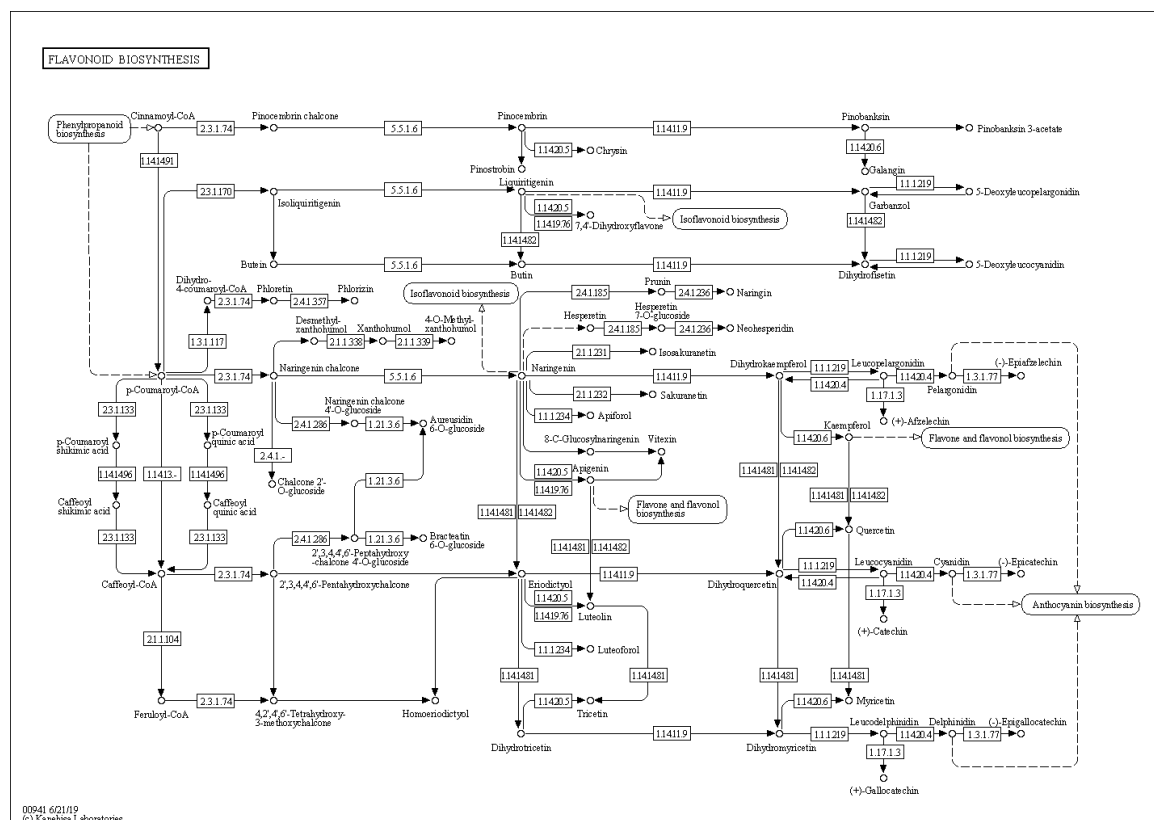 FLAVONOID BIOSYNTHESIS
Phenylpropanoid
biosynthesis
Cinnamoyl-CoA
2.3.1.74
Pinocembrin chalcone
5.5.1.6
Pinocembrin
1.14.11.9
Pinobanksin
Pinobanksin 3-acetate
1.14.20.5
Chrysin
1.14.20.6
1.14.14.91
Pinostrobin
Galangin
2.3.1.170
Isoliquiritigenin
5.5.1.6
Liquiritigenin
1.14.11.9
Garbanzol
1.1.1.219
5-Deoxyleucopelargonidin
1.14.20.5
1.14.19.76
7,4'-Dihydroxyflavone
Isoflavonoid biosynthesis
1.14.14.82
1.14.14.82
Butein
5.5.1.6
Butin
1.14.11.9
Dihydrofisetin
1.1.1.219
5-Deoxyleucocyanidin
Dihydro-
4-coumaroyl-CoA
2.3.1.74
Phloretin
2.4.1.357
Phlorizin
Isoflavonoid biosynthesis
2.4.1.185
Prunin
2.4.1.236
Naringin
1.3.1.117
Desmethyl-
xanthohumol
2.1.1.338
Xanthohumol
2.1.1.339
4-O-Methyl-
xanthohumol
Hesperetin
2.4.1.185
Hesperetin
7-O-glucoside
2.4.1.236
Neohesperidin
2.1.1.231
Isosakuranetin
p-Coumaroyl-CoA
2.3.1.74
Naringenin chalcone
5.5.1.6
Naringenin
1.14.11.9
Dihydrokaempferol
1.1.1.219
1.14.20.4
Leucopelargonidin
1.14.20.4
Pelargonidin
1.3.1.77
(-)-Epiafzelechin
2.1.1.232
Sakuranetin
1.17.1.3
(+)-Afzelechin
2.3.1.133
2.3.1.133
1.1.1.234
Apiforol
Naringenin chalcone
4'-O-glucoside
2.4.1.286
1.21.3.6
Aureusidin
6-O-glucoside
1.14.20.6
Kaempferol
Flavone and flavonol biosynthesis
p-Coumaroyl
shikimic acid
p-Coumaroyl
quinic acid
8-C-Glucosylnaringenin
Vitexin
2.4.1.-
1.14.14.96
1.14.13.-
1.14.14.96
Chalcone 2'-
O-glucoside
1.21.3.6
1.14.20.5
1.14.19.76
Apigenin
1.14.14.81
1.14.14.82
1.14.14.81
1.14.14.82
Caffeoyl
shikimic acid
Caffeoyl
quinic acid
Flavone and flavonol
biosynthesis
1.14.14.81
1.14.14.82
2.3.1.133
2.3.1.133
2.4.1.286
1.21.3.6
Bracteatin
6-O-glucoside
2',3,4,4',6'-Peptahydroxy
-chalcone 4'-O-glucoside
1.14.14.81
1.14.14.82
1.14.20.6
Quercetin
Caffeoyl-CoA
2.3.1.74
2',3,4,4',6'-Pentahydroxychalcone
Eriodictyol
1.14.11.9
Dihydroquercetin
1.1.1.219
1.14.20.4
Leucocyanidin
1.14.20.4
Cyanidin
1.3.1.77
(-)-Epicatechin
1.14.20.5
1.14.19.76
Luteolin
1.17.1.3
(+)-Catechin
Anthocyanin biosynthesis
2.1.1.104
1.1.1.234
Luteoforol
1.14.14.81
1.14.14.81
1.14.14.81
1.14.14.81
Feruloyl-CoA
2.3.1.74
4,2',4',6'-Tetrahydroxy-
3-methoxychalcone
Homoeriodictyol
1.14.20.5
Tricetin
1.14.20.6
Myricetin
Dihydrotricetin
1.14.11.9
Dihydromyricetin
1.1.1.219
Leucodelphinidin
1.14.20.4
Delphinidin
1.3.1.77
(-)-Epigallocatechin
1.17.1.3
(+)-Gallocatechin
00941 6/21/19
(c) Kanehisa Laboratories